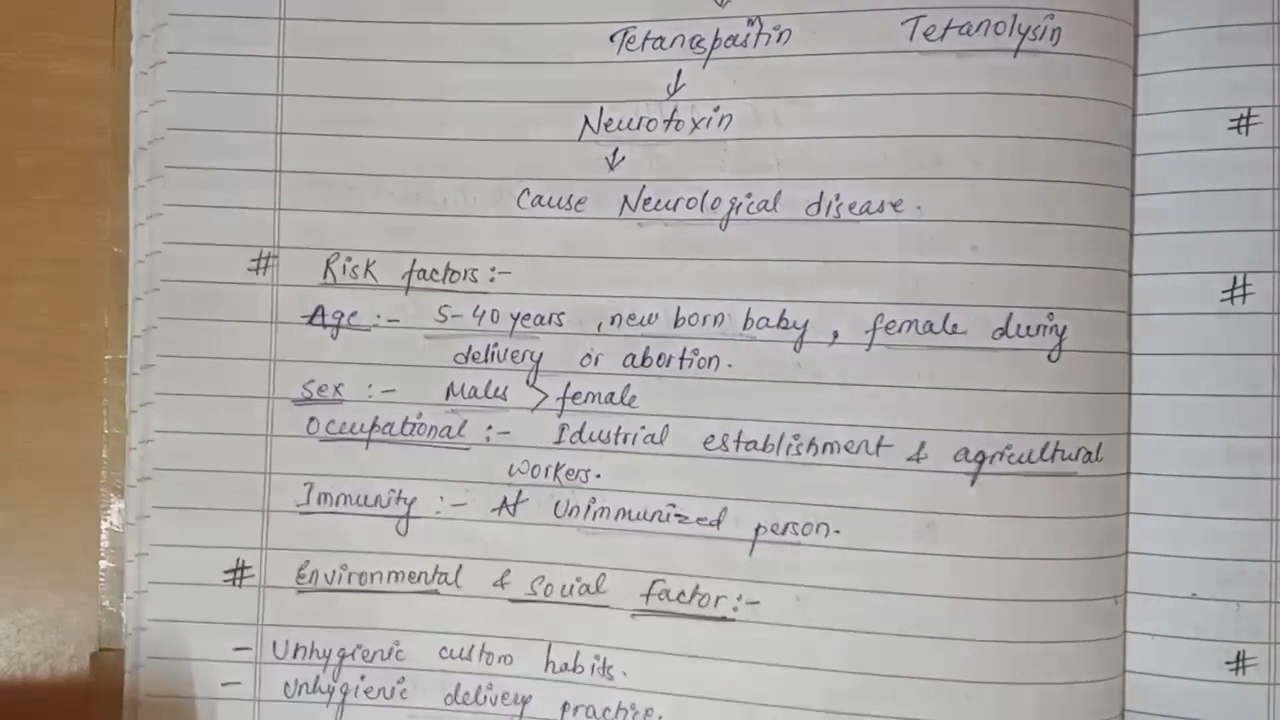 Tetanospasmin Tetanolysin
↓
Neurotoxin
↓
Cause Neurological disease.
# Risk factors :-
Age :- 5-40 years , new born baby , female during
delivery or abortion.
Sex :- Males > female
Occupational :- Idustrial establishment & agricultural
workers.
Immunity :- Unimmunized person.
# Environmental & Social factor :-
- Unhygienic custom habits.
- Unhygienic delivery practice.
#
#
#